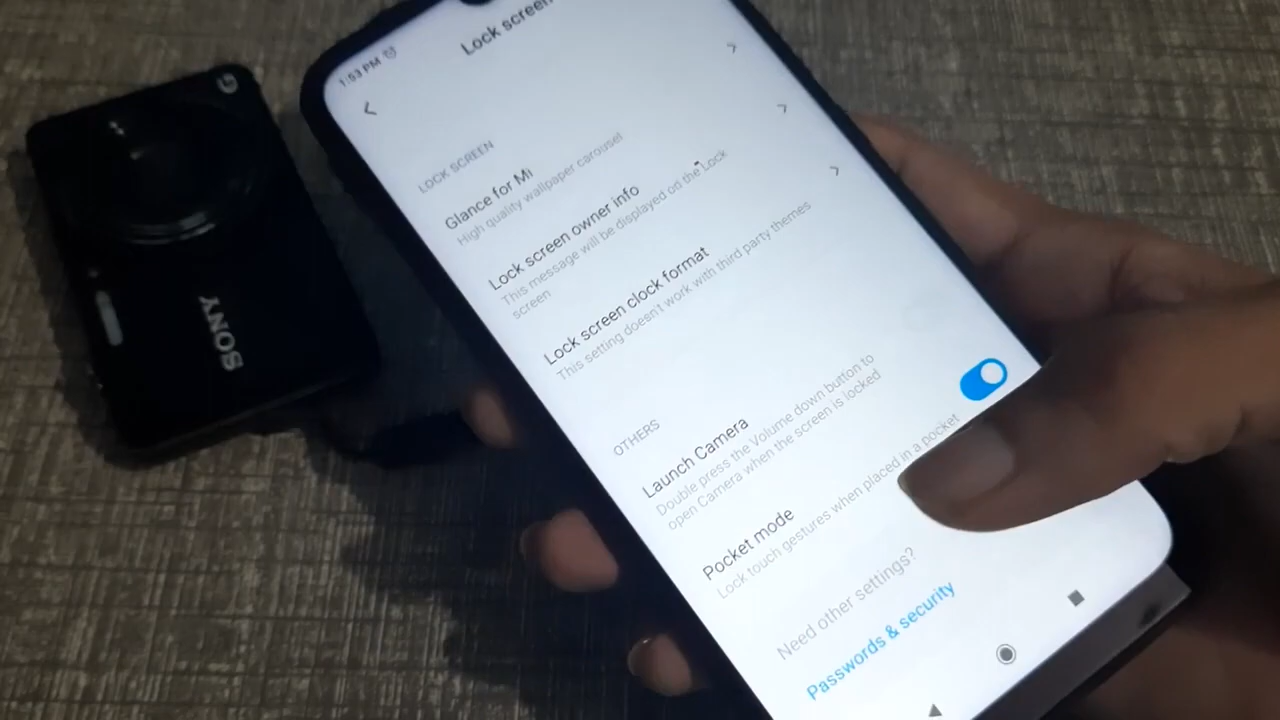 1:53 PM
Lock screen
LOCK SCREEN
Glance for Mi
High quality wallpaper carousel
Lock screen owner info
This message will be displayed on the Lock
screen
Lock screen clock format
This setting doesn't work with third party themes
OTHERS
Launch Camera
Double press the Volume down button to
open Camera when the screen is locked
Pocket mode
Lock touch gestures when placed in a pocket
Need other settings?
Passwords & security
SONY
G